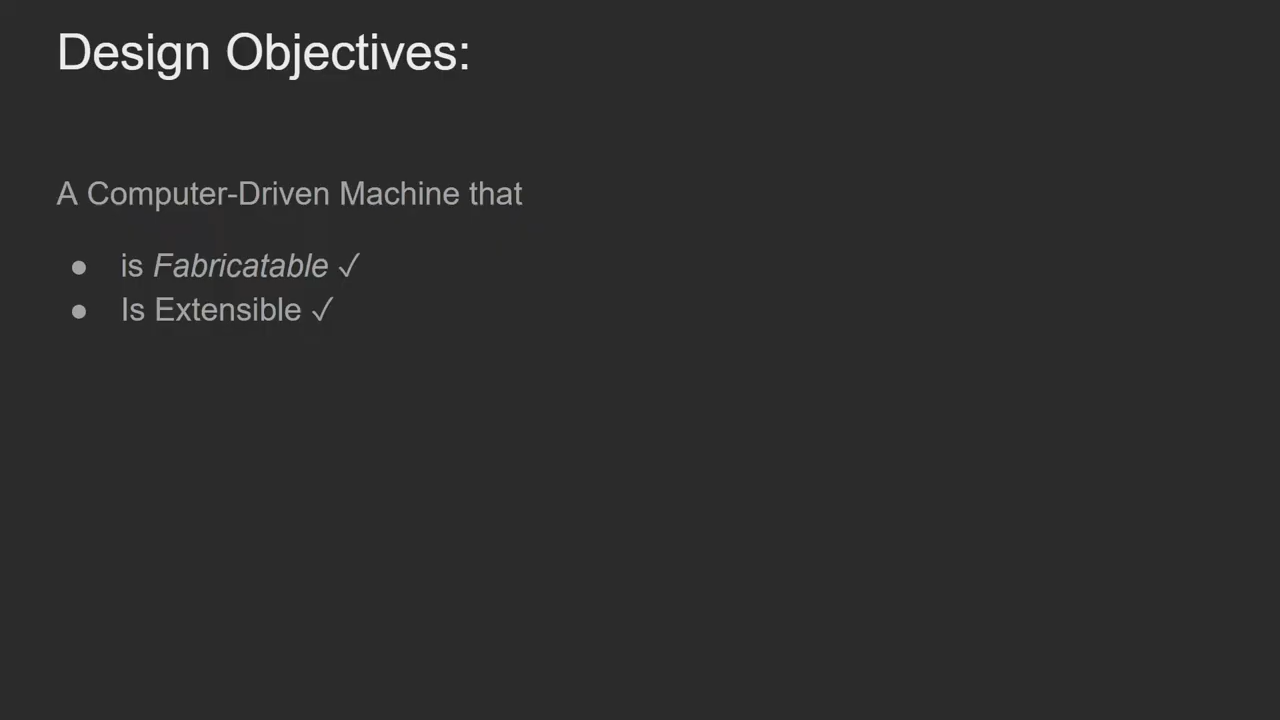 Design Objectives:
A Computer-Driven Machine that
● is Fabricatable ✓
● Is Extensible ✓